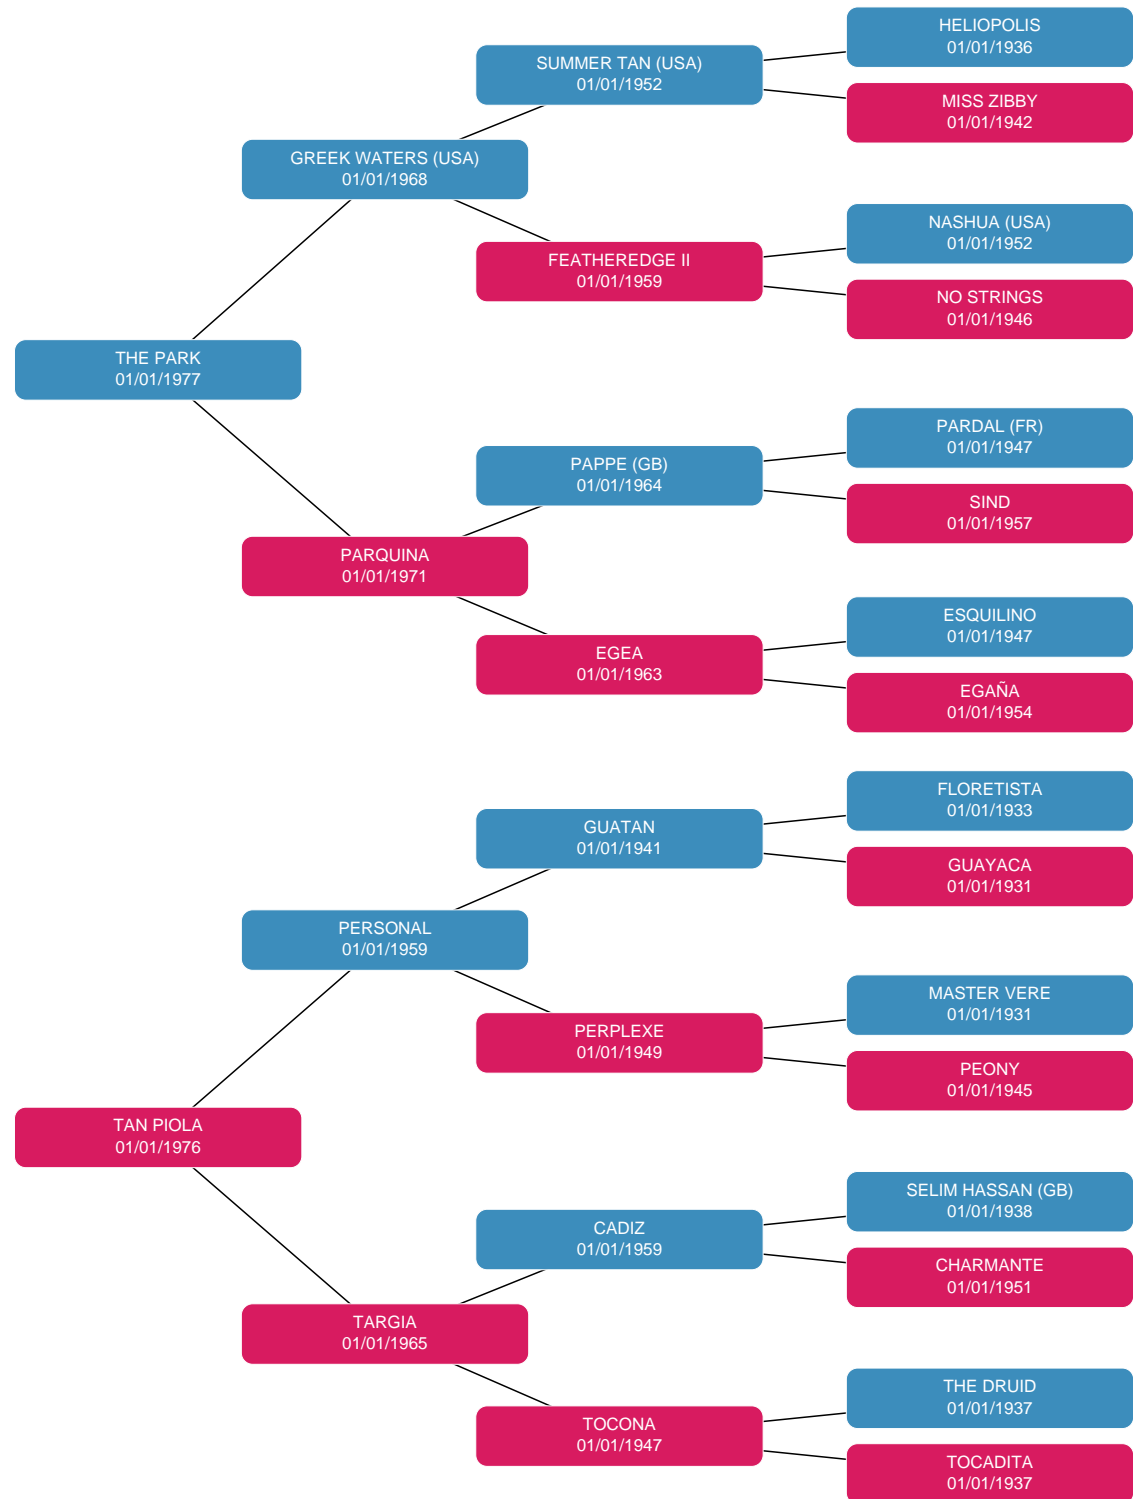 HELIOPOLIS
01/01/1936
SUMMER TAN (USA)
01/01/1952
MISS ZIBBY
01/01/1942
GREEK WATERS (USA)
01/01/1968
NASHUA (USA)
01/01/1952
FEATHEREDGE II
01/01/1959
NO STRINGS
01/01/1946
THE PARK
01/01/1977
PARDAL (FR)
01/01/1947
PAPPE (GB)
01/01/1964
SIND
01/01/1957
PARQUINA
01/01/1971
ESQUILINO
01/01/1947
EGEA
01/01/1963
EGAÑA
01/01/1954
FLORETISTA
01/01/1933
GUATAN
01/01/1941
GUAYACA
01/01/1931
PERSONAL
01/01/1959
MASTER VERE
01/01/1931
PERPLEXE
01/01/1949
PEONY
01/01/1945
TAN PIOLA
01/01/1976
SELIM HASSAN (GB)
01/01/1938
CADIZ
01/01/1959
CHARMANTE
01/01/1951
TARGIA
01/01/1965
THE DRUID
01/01/1937
TOCONA
01/01/1947
TOCADITA
01/01/1937